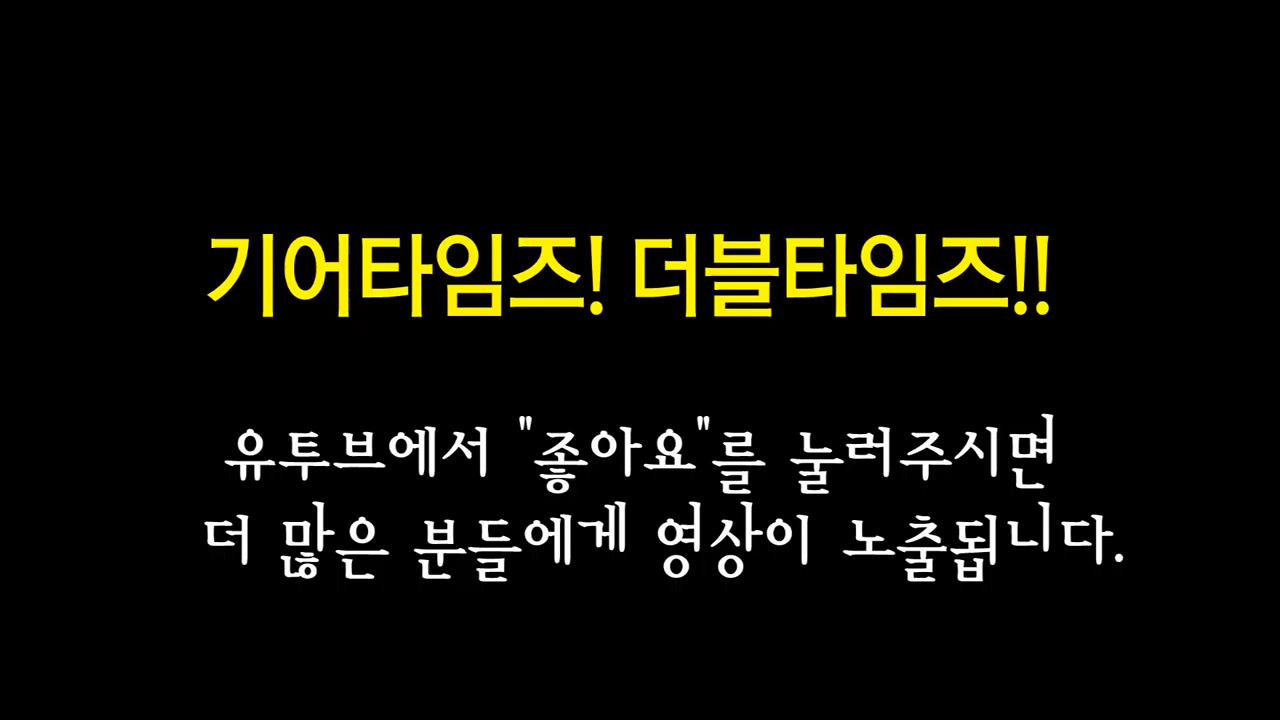 기어타임즈! 더블타임즈!!
유투브에서 "좋아요"를 눌러주시면
더 많은 분들에게 영상이 노출됩니다.